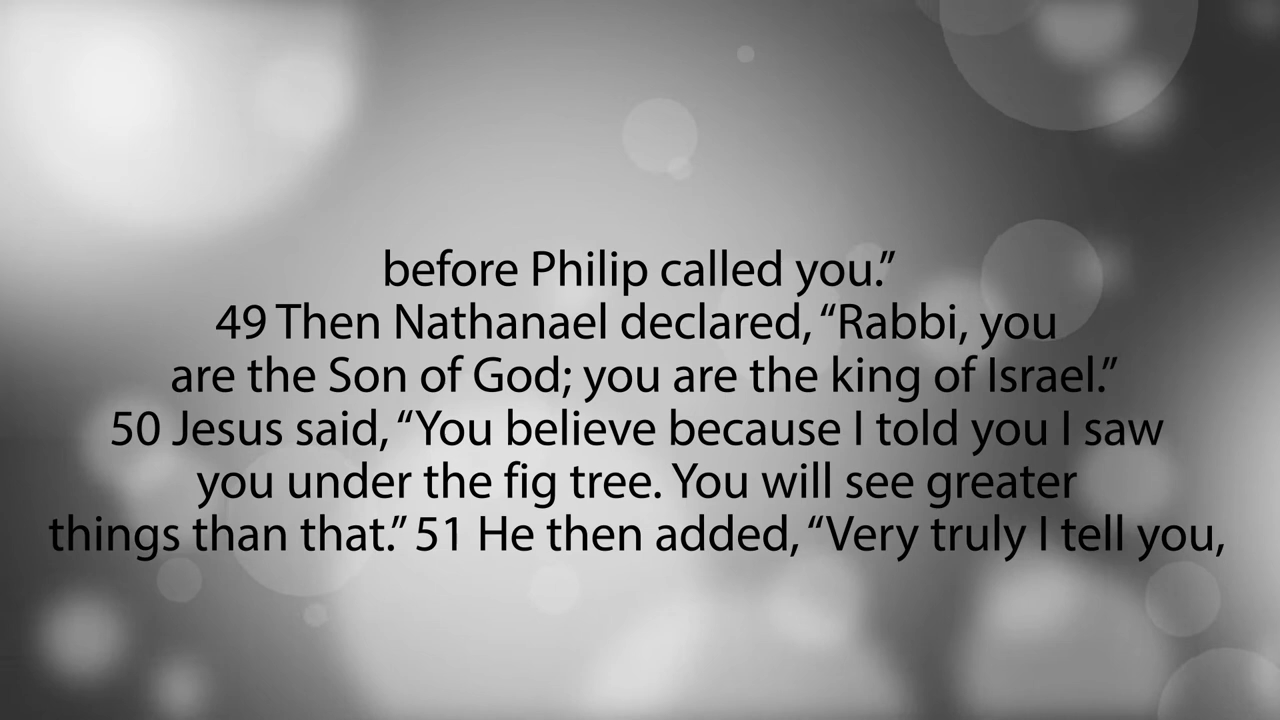 before Philip called you.”
49 Then Nathanael declared, “Rabbi, you
are the Son of God; you are the king of Israel.”
50 Jesus said, “You believe because I told you I saw
you under the fig tree. You will see greater
things than that.” 51 He then added, “Very truly I tell you,